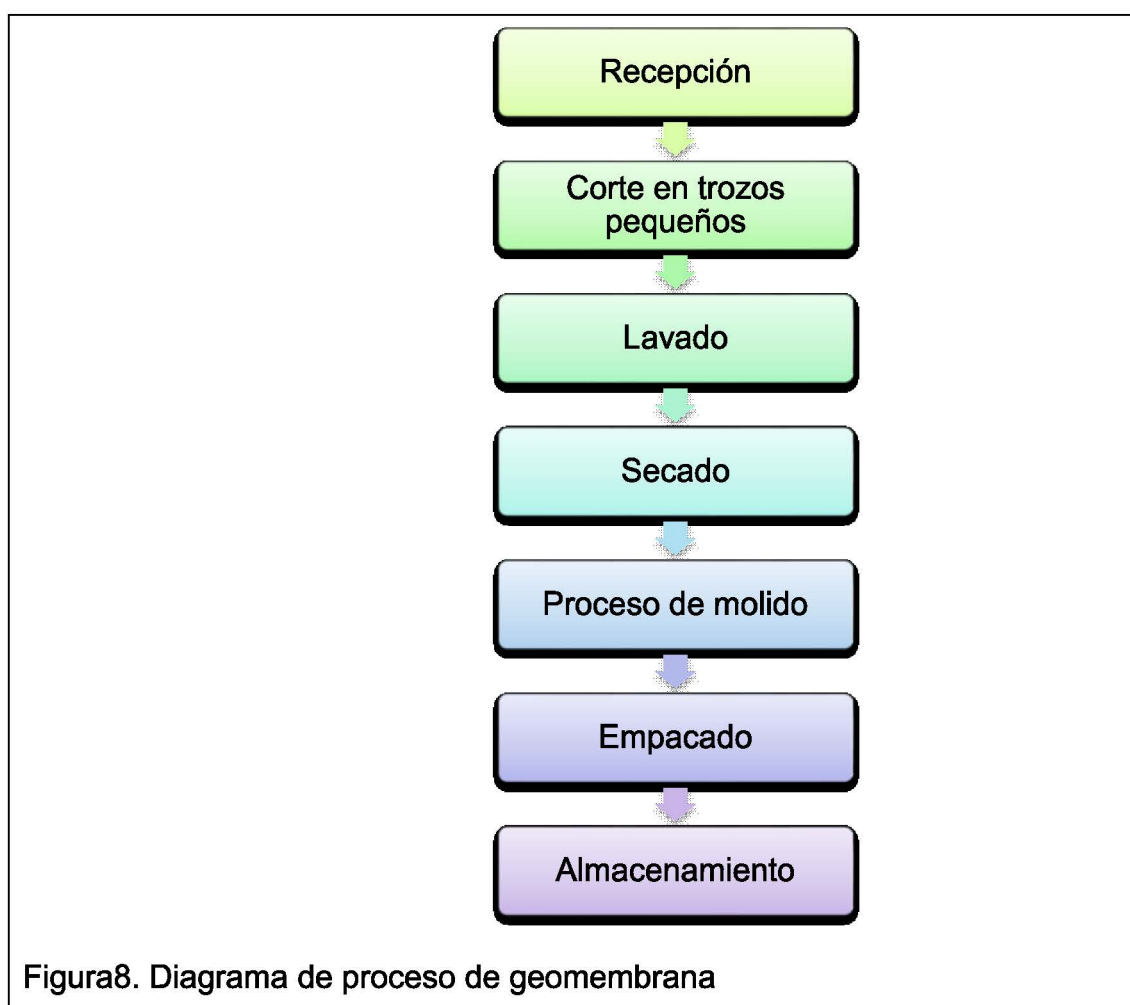 Recepción
Corte en trozos
pequeños
Lavado
Secado
Proceso de molido
Empacado
Almacenamiento
Figura8. Diagrama de proceso de geomembrana